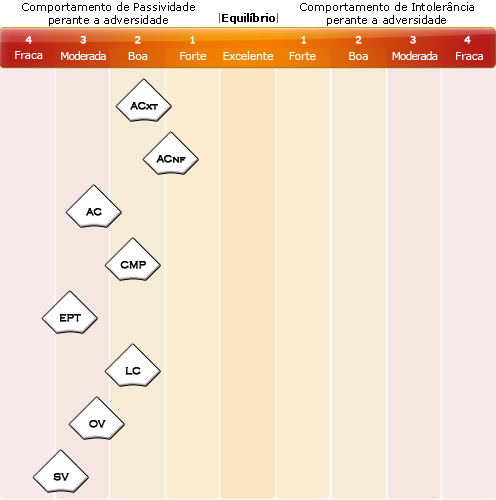 Comportamento de Passividade
perante a adversidade
|Equilíbrio|
Comportamento de Intolerância
perante a adversidade
4 3 2 1 1 2 3 4
Fraca Moderada Boa Forte Excelente Forte Boa Moderada Fraca
ACXT
ACNF
AC
CMP
EPT
LC
OV
SV